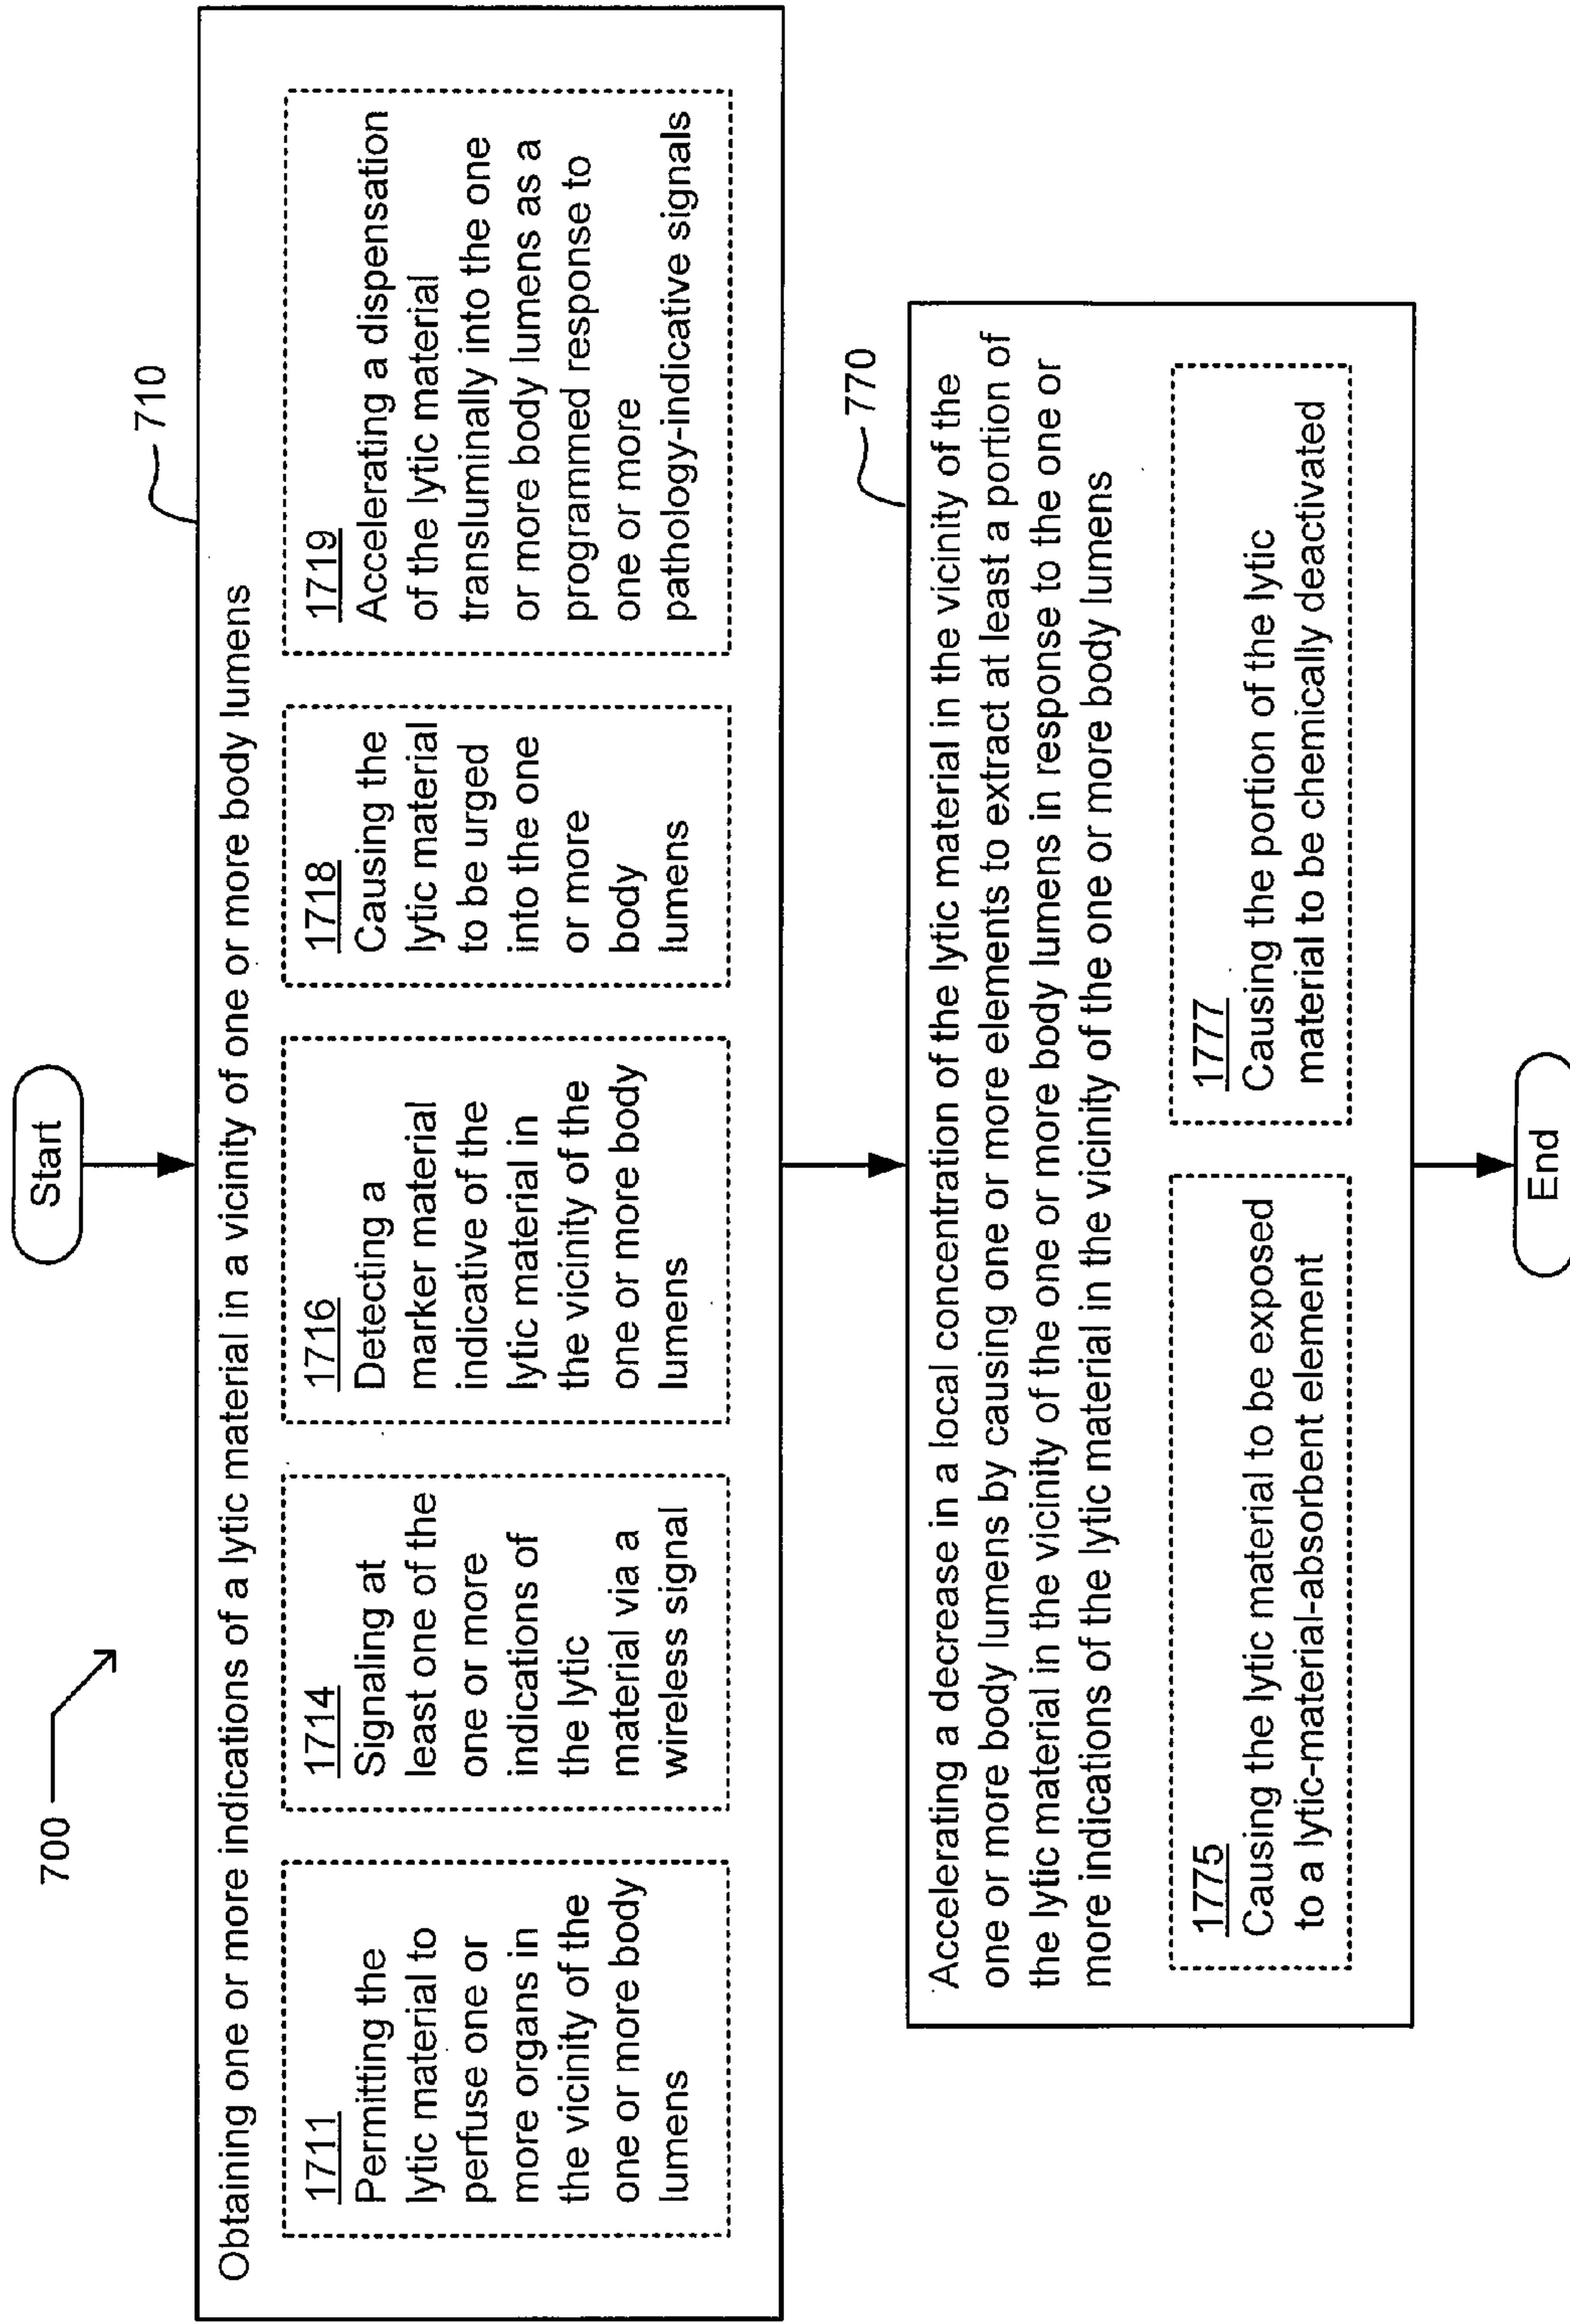 700
Start
710
Obtaining one or more indications of a lytic material in a vicinity of one or more body lumens
1711
Permitting the
lytic material to
perfuse one or
more organs in
the vicinity of the
one or more body
lumens
1714
Signaling at
least one of the
one or more
indications of
the lytic
material via a
wireless signal
1716
Detecting a
marker material
indicative of the
lytic material in
the vicinity of the
one or more body
lumens
1718
Causing the
lytic material
to be urged
into the one
or more
body
lumens
1719
Accelerating a dispensation
of the lytic material
transluminally into the one
or more body lumens as a
programmed response to
one or more
pathology-indicative signals
770
Accelerating a decrease in a local concentration of the lytic material in the vicinity of the
one or more body lumens by causing one or more elements to extract at least a portion of
the lytic material in the vicinity of the one or more body lumens in response to the one or
more indications of the lytic material in the vicinity of the one or more body lumens
1775
Causing the lytic material to be exposed
to a lytic-material-absorbent element
1777
Causing the portion of the lytic
material to be chemically deactivated
End